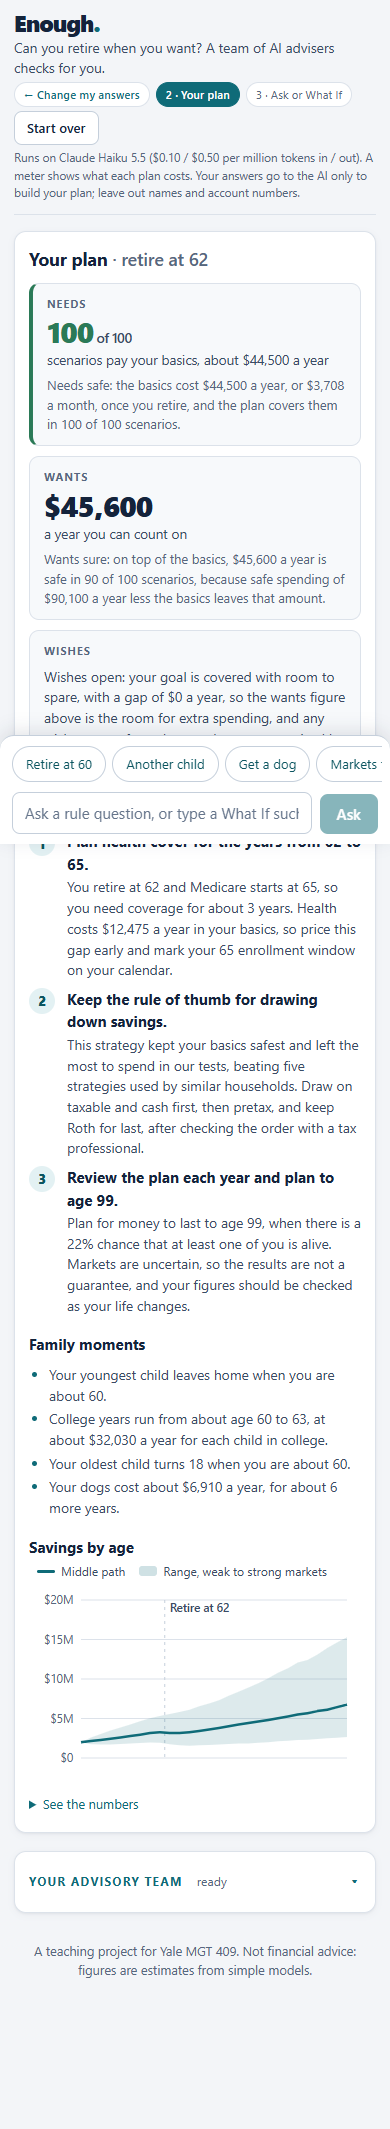 Enough.
Can you retire when you want? A team of AI advisers
checks for you.
← Change my answers
2 · Your plan
3 · Ask or What If
Start over
Runs on Claude Haiku 5.5 ($0.10 / $0.50 per million tokens in / out). A
meter shows what each plan costs. Your answers go to the AI only to
build your plan; leave out names and account numbers.
Your plan · retire at 62
NEEDS
100 of 100
scenarios pay your basics, about $44,500 a year
Needs safe: the basics cost $44,500 a year, or $3,708
a month, once you retire, and the plan covers them
in 100 of 100 scenarios.
WANTS
$45,600
a year you can count on
Wants sure: on top of the basics, $45,600 a year is
safe in 90 of 100 scenarios, because safe spending of
$90,100 a year less the basics leaves that amount.
WISHES
Wishes open: your goal is covered with room to
spare, with a gap of $0 a year, so the wants figure
above is the room for extra spending, and any
Retire at 60
Another child
Get a dog
Markets
Ask a rule question, or type a What If such
Ask
1
Plan health cover for the years from 62 to
65.
You retire at 62 and Medicare starts at 65, so
you need coverage for about 3 years. Health
costs $12,475 a year in your basics, so price this
gap early and mark your 65 enrollment window
on your calendar.
2
Keep the rule of thumb for drawing
down savings.
This strategy kept your basics safest and left the
most to spend in our tests, beating five
strategies used by similar households. Draw on
taxable and cash first, then pretax, and keep
Roth for last, after checking the order with a tax
professional.
3
Review the plan each year and plan to
age 99.
Plan for money to last to age 99, when there is a
22% chance that at least one of you is alive.
Markets are uncertain, so the results are not a
guarantee, and your figures should be checked
as your life changes.
Family moments
• Your youngest child leaves home when you are
about 60.
• College years run from about age 60 to 63, at
about $32,030 a year for each child in college.
• Your oldest child turns 18 when you are about 60.
• Your dogs cost about $6,910 a year, for about 6
more years.
Savings by age
Middle path
Range, weak to strong markets
$20M
Retire at 62
$15M
$10M
$5M
$0
▶ See the numbers
YOUR ADVISORY TEAM ready
A teaching project for Yale MGT 409. Not financial advice:
figures are estimates from simple models.